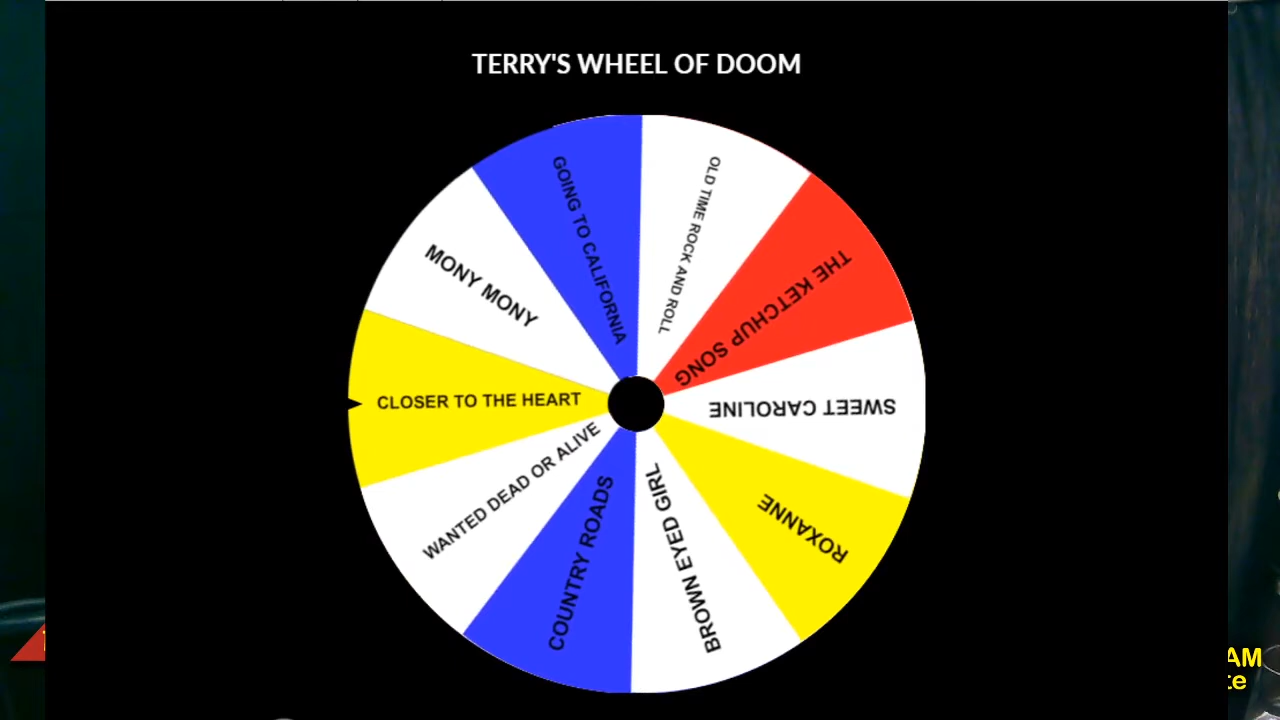 TERRY'S WHEEL OF DOOM
GOING TO CALIFORNIA
OLD TIME ROCK AND ROLL
THE KETCHUP SONG
SWEET CAROLINE
ROXANNE
BROWN EYED GIRL
COUNTRY ROADS
WANTED DEAD OR ALIVE
CLOSER TO THE HEART
MONY MONY
AM